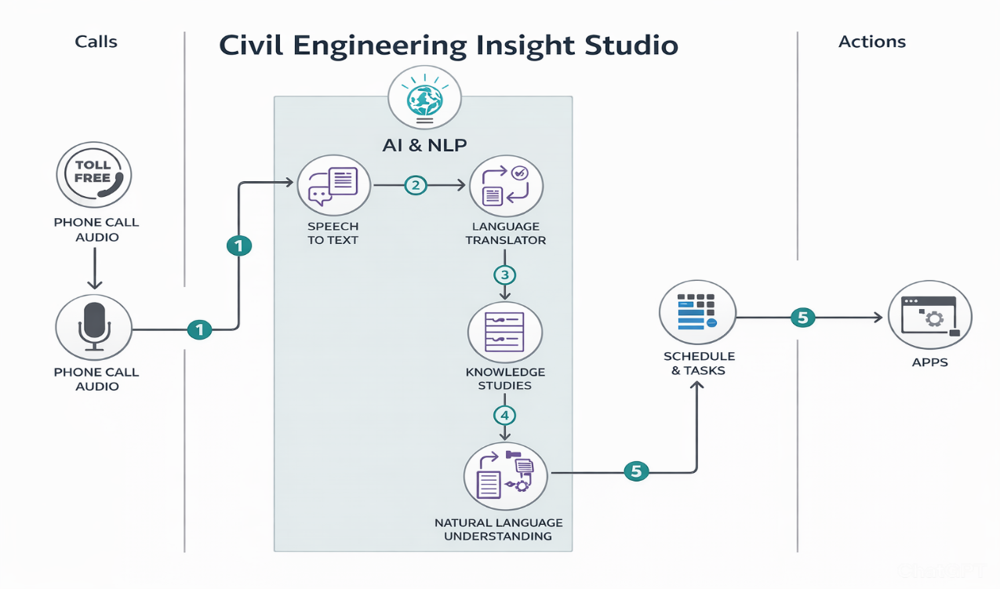 Calls
Civil Engineering Insight Studio
Actions
AI & NLP
TOLL
FREE
PHONE CALL
AUDIO
1
PHONE CALL
AUDIO
1
SPEECH
TO TEXT
2
LANGUAGE
TRANSLATOR
3
KNOWLEDGE
STUDIES
4
NATURAL LANGUAGE
UNDERSTANDING
5
SCHEDULE
& TASKS
5
APPS